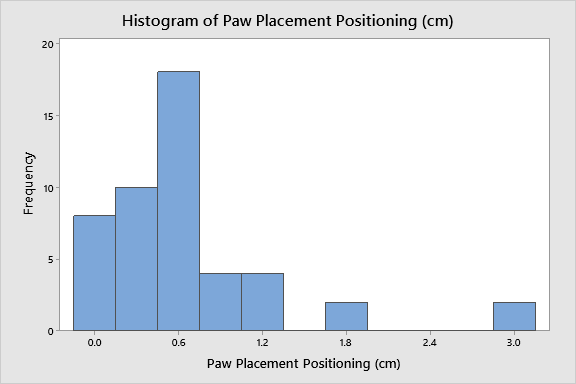 Histogram of Paw Placement Positioning (cm)
20
15
10
5
0
Frequency
0.0 0.6 1.2 1.8 2.4 3.0
Paw Placement Positioning (cm)